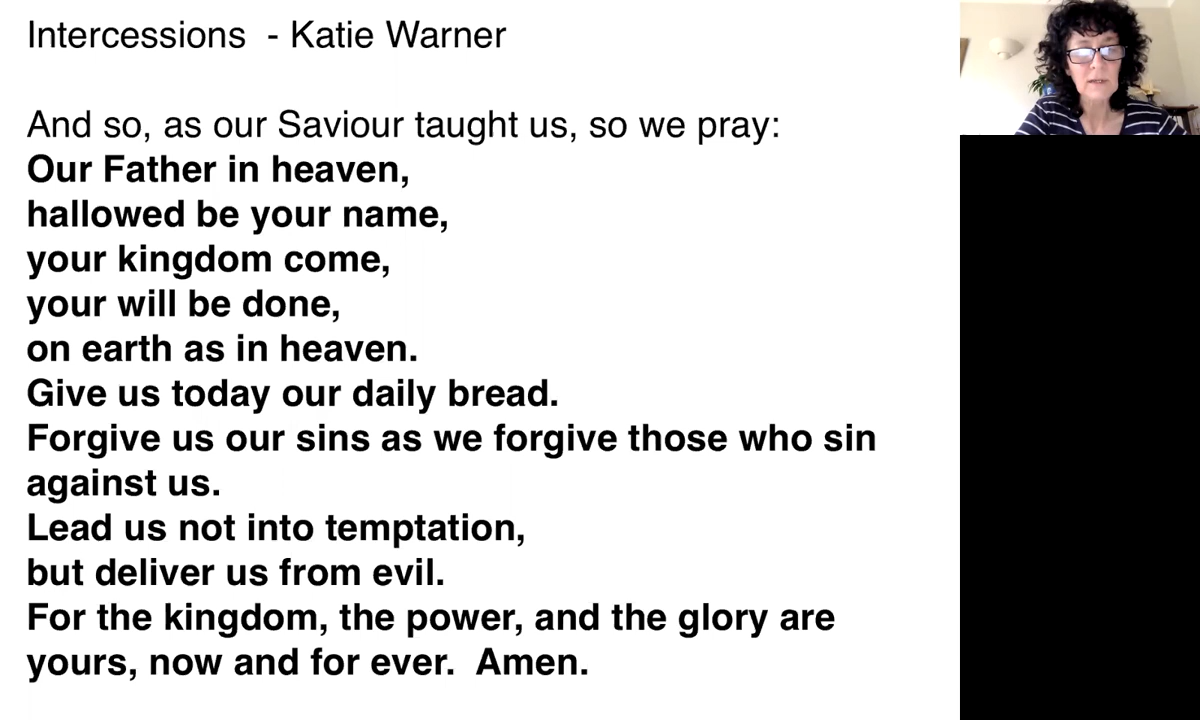 Intercessions  - Katie Warner
And so, as our Saviour taught us, so we pray:
Our Father in heaven,
hallowed be your name,
your kingdom come,
your will be done,
on earth as in heaven.
Give us today our daily bread.
Forgive us our sins as we forgive those who sin
against us.
Lead us not into temptation,
but deliver us from evil.
For the kingdom, the power, and the glory are
yours, now and for ever.  Amen.